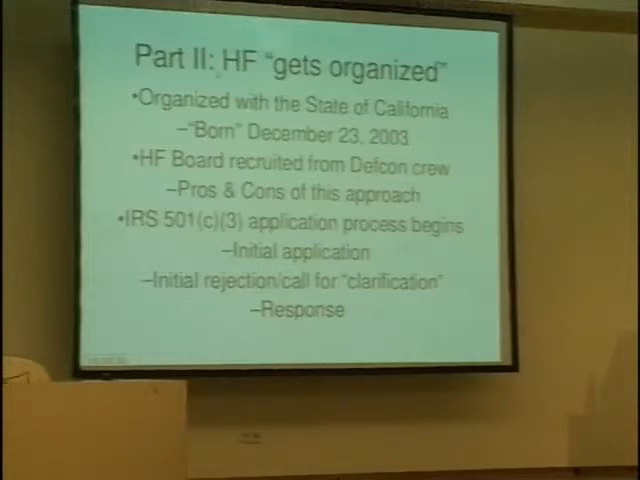 Part II: HF "gets organized"
•Organized with the State of California
–"Born" December 23, 2003
•HF Board recruited from Defcon crew
–Pros & Cons of this approach
•IRS 501(c)(3) application process begins
–Initial application
–Initial rejection/call for "clarification"
–Response